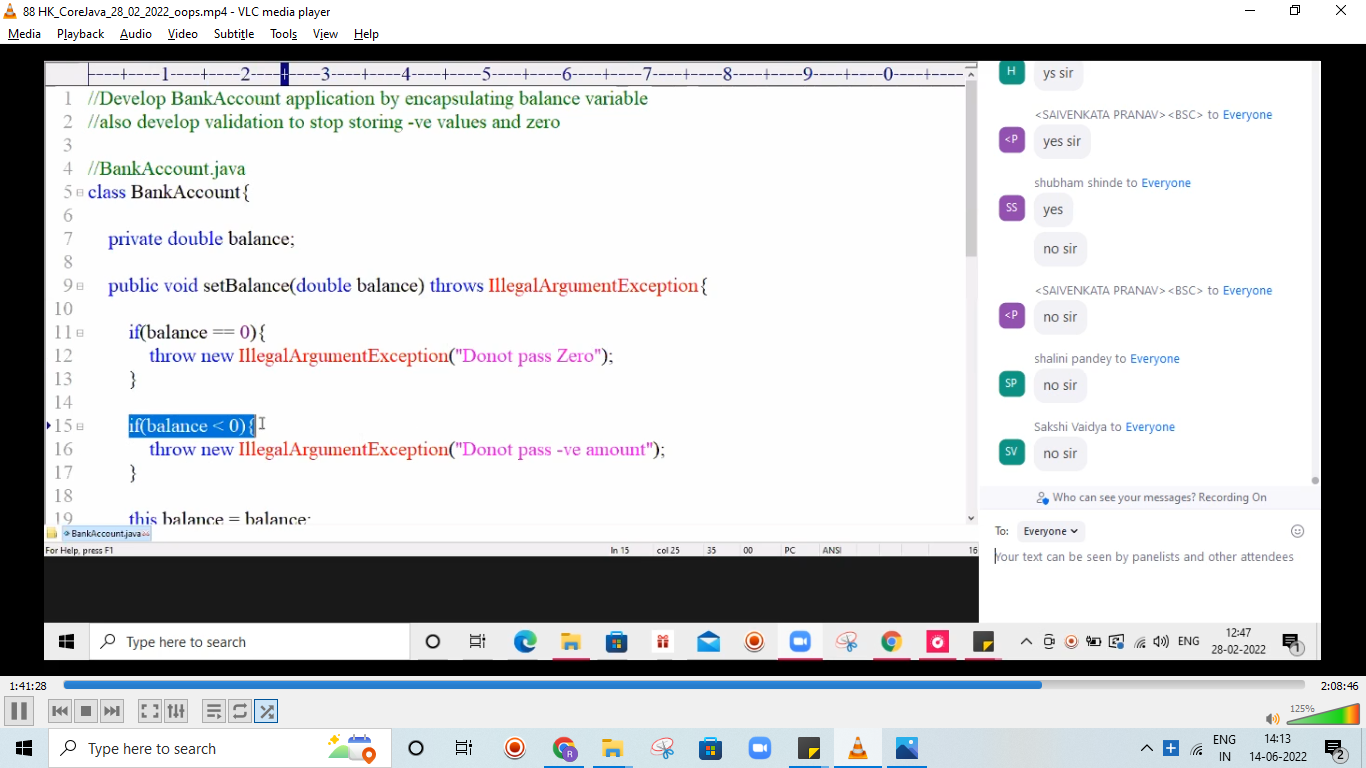 88 HK_CoreJava_28_02_2022_oops.mp4 - VLC media player
Media Playback Audio Video Subtitle Tools View Help
|----+----1----+----2----+----3----+----4----+----5----+----6----+----7----+----8----+----9----+----0----+----
1 //Develop BankAccount application by encapsulating balance variable
2 //also develop validation to stop storing -ve values and zero
3
4 //BankAccount.java
5 class BankAccount{
6
7 private double balance;
8
9 public void setBalance(double balance) throws IllegalArgumentException{
10
11 if(balance == 0){
12 throw new IllegalArgumentException("Donot pass Zero");
13 }
14
15 if(balance < 0){
16 throw new IllegalArgumentException("Donot pass -ve amount");
17 }
18
19 this balance = balance;
BankAccount.java
For Help, press F1
ln 15 col 25 35 00 PC ANSI 16
H
ys sir
<SAIVENKATA PRANAV><BSC> to Everyone
<P
yes sir
shubham shinde to Everyone
SS
yes
no sir
<SAIVENKATA PRANAV><BSC> to Everyone
<P
no sir
shalini pandey to Everyone
SP
no sir
Sakshi Vaidya to Everyone
SV
no sir
Who can see your messages? Recording On
To: Everyone
Your text can be seen by panelists and other attendees
Type here to search
ENG
12:47
28-02-2022
1
1:41:28
2:08:46
125%
Type here to search
R
ENG
IN
14:13
14-06-2022
2